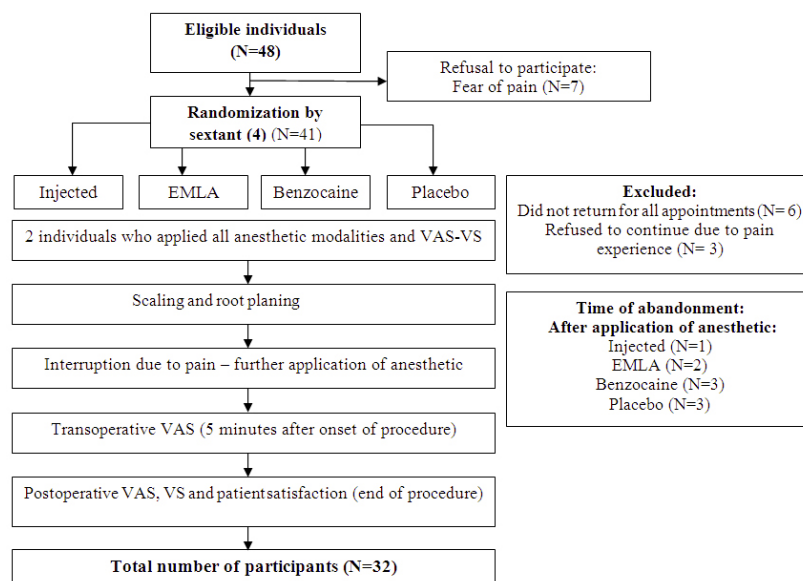 Eligible individuals
(N=48)
Refusal to participate:
Fear of pain (N=7)
Randomization by
sextant (4) (N=41)
Injected
EMLA
Benzocaine
Placebo
2 individuals who applied all anesthetic modalities and VAS-VS
Scaling and root planing
Interruption due to pain – further application of anesthetic
Transoperative VAS (5 minutes after onset of procedure)
Postoperative VAS, VS and patient satisfaction (end of procedure)
Total number of participants (N=32)
Excluded:
Did not return for all appointments (N= 6)
Refused to continue due to pain
experience (N= 3)
Time of abandonment:
After application of anesthetic:
Injected (N=1)
EMLA (N=2)
Benzocaine (N=3)
Placebo (N=3)